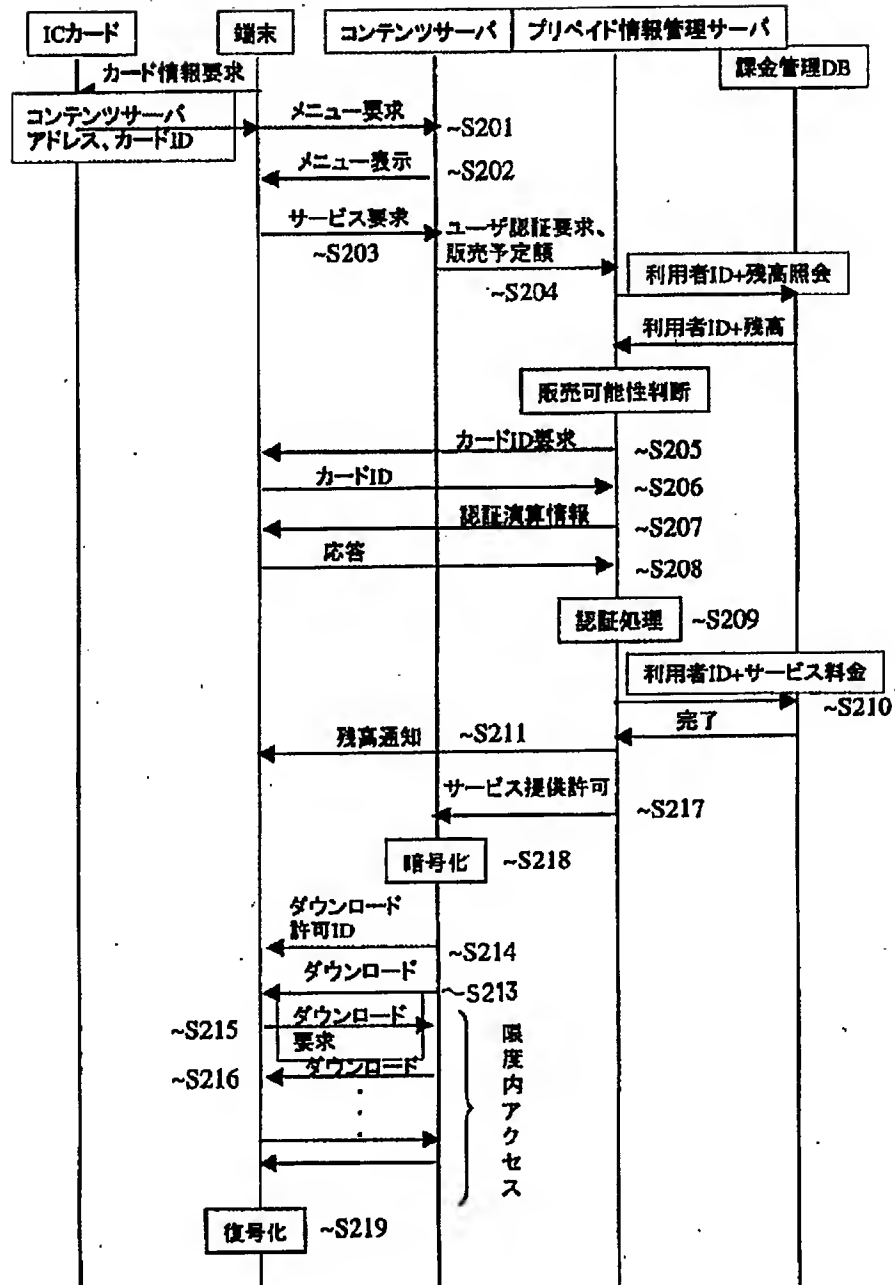 ICカード
端末
コンテンツサーバ
プリペイド情報管理サーバ
課金管理DB
カード情報要求
コンテンツサーバ
アドレス、カードID
メニュー要求
~S201
メニュー表示
~S202
サービス要求
~S203
ユーザ認証要求、
販売予定額
~S204
利用者ID+残高照会
利用者ID+残高
販売可能性判断
カードID要求
~S205
カードID
~S206
認証演算情報
~S207
応答
~S208
認証処理
~S209
利用者ID+サービス料金
~S210
完了
残高通知
~S211
サービス提供許可
~S217
暗号化
~S218
ダウンロード
許可ID
~S214
ダウンロード
~S213
~S215
ダウンロード
要求
~S216
ダウンロード
限度内アクセス
復号化
~S219